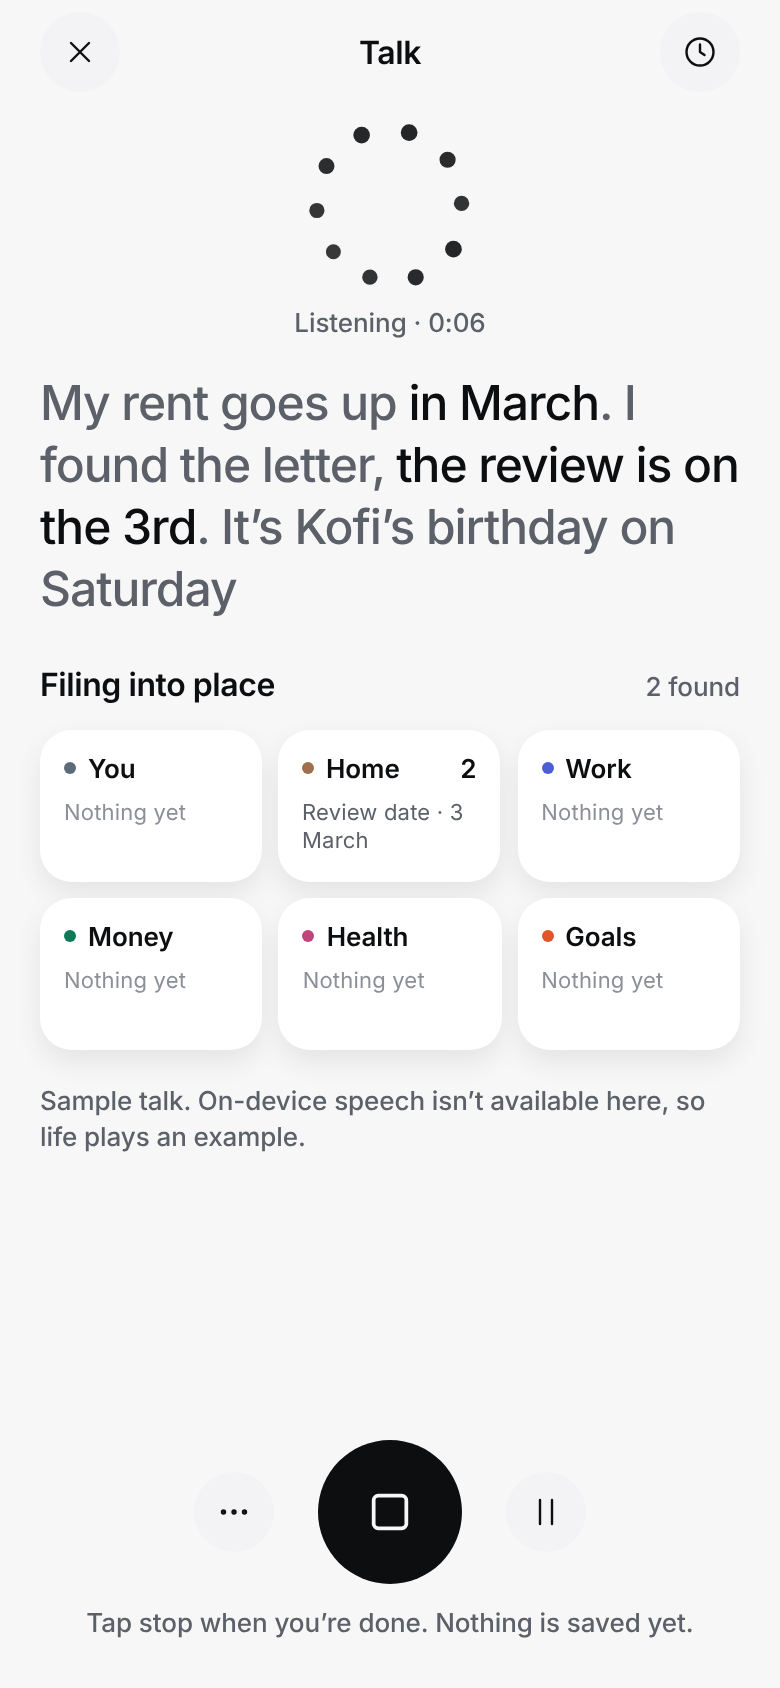 Talk
Listening · 0:06
My rent goes up in March. I
found the letter, the review is on
the 3rd. It’s Kofi’s birthday on
Saturday
Filing into place
2 found
You
Nothing yet
Home 2
Review date · 3
March
Work
Nothing yet
Money
Nothing yet
Health
Nothing yet
Goals
Nothing yet
Sample talk. On-device speech isn’t available here, so
life plays an example.
Tap stop when you’re done. Nothing is saved yet.